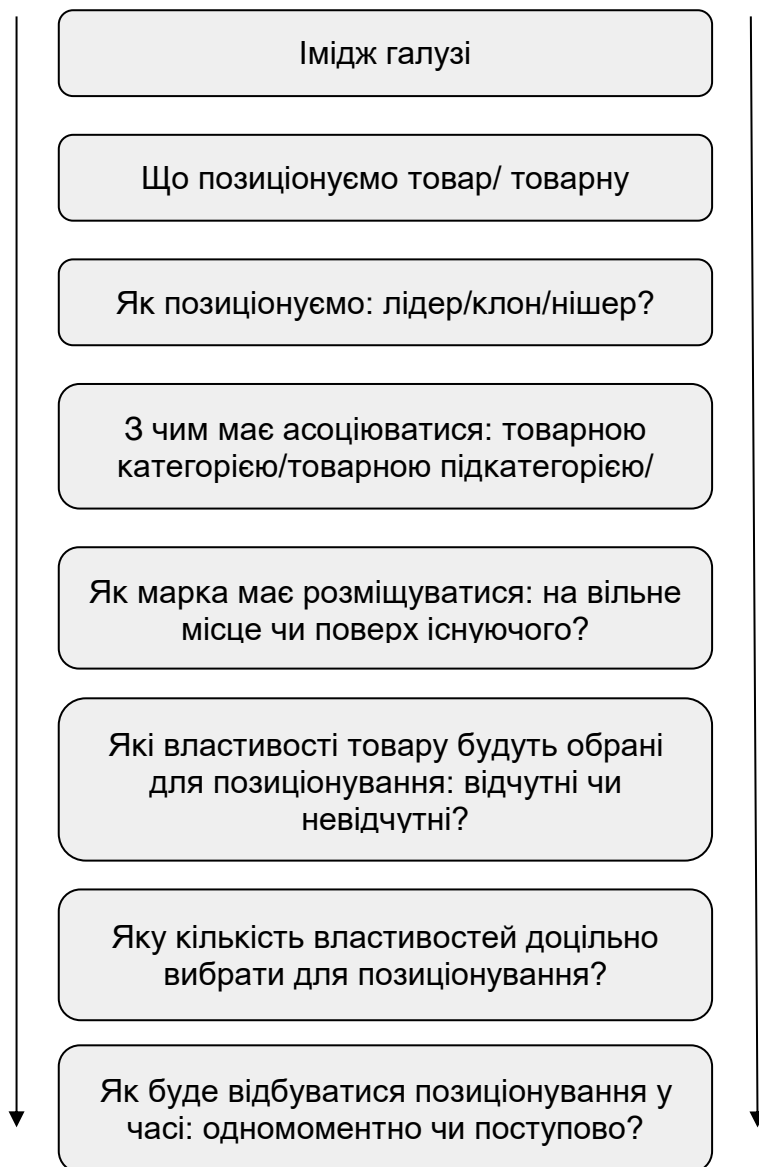 Імідж галузі
Що позиціонуємо товар/ товарну
Як позиціонуємо: лідер/клон/нішер?
З чим має асоціюватися: товарною
категорією/товарною підкатегорією/
Як марка має розміщуватися: на вільне
місце чи поверх існуючого?
Які властивості товару будуть обрані
для позиціонування: відчутні чи
невідчутні?
Яку кількість властивостей доцільно
вибрати для позиціонування?
Як буде відбуватися позиціонування у
часі: одномоментно чи поступово?